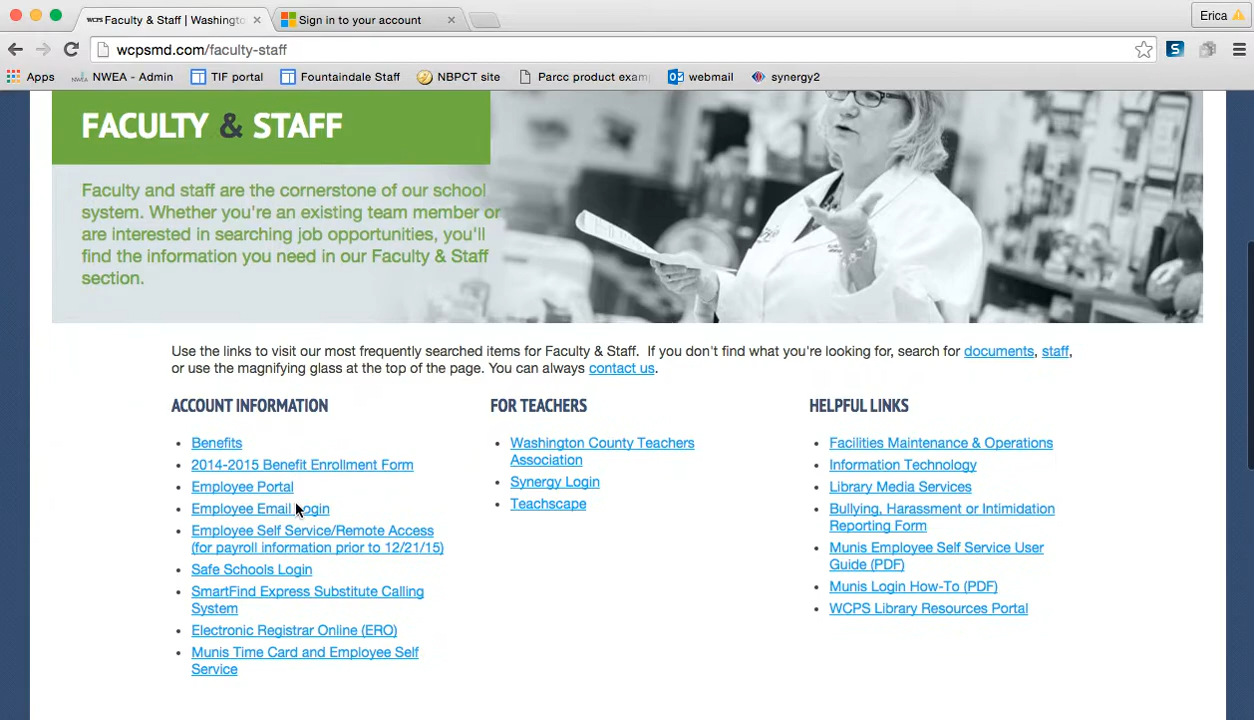 WCPS Faculty & Staff | Washingto
Sign in to your account
Erica
wcpsmd.com/faculty-staff
Apps
NWEA - Admin
TIF portal
Fountaindale Staff
NBPCT site
Parcc product exam
webmail
synergy2
FACULTY & STAFF
Faculty and staff are the cornerstone of our school
system. Whether you're an existing team member or
are interested in searching job opportunities, you'll
find the information you need in our Faculty & Staff
section.
Use the links to visit our most frequently searched items for Faculty & Staff. If you don't find what you're looking for, search for documents, staff,
or use the magnifying glass at the top of the page. You can always contact us.
ACCOUNT INFORMATION
Benefits
2014-2015 Benefit Enrollment Form
Employee Portal
Employee Email Login
Employee Self Service/Remote Access
(for payroll information prior to 12/21/15)
Safe Schools Login
SmartFind Express Substitute Calling
System
Electronic Registrar Online (ERO)
Munis Time Card and Employee Self
Service
FOR TEACHERS
Washington County Teachers
Association
Synergy Login
Teachscape
HELPFUL LINKS
Facilities Maintenance & Operations
Information Technology
Library Media Services
Bullying, Harassment or Intimidation
Reporting Form
Munis Employee Self Service User
Guide (PDF)
Munis Login How-To (PDF)
WCPS Library Resources Portal